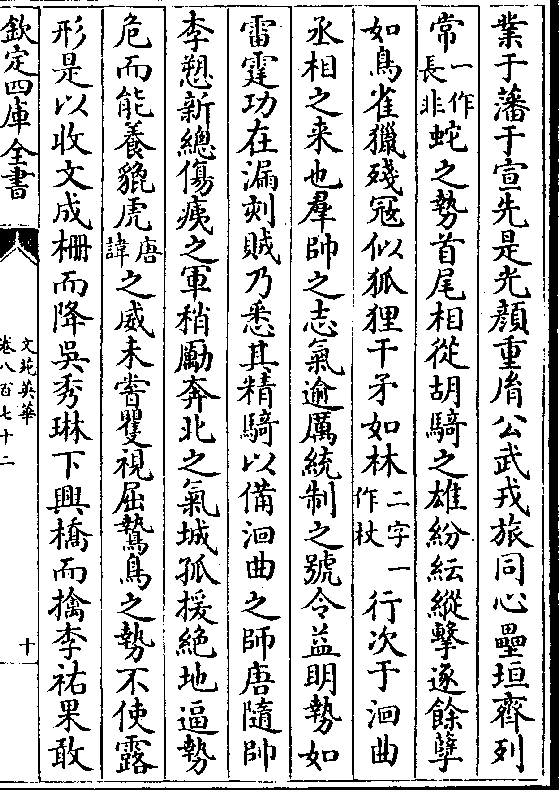 業于藩于宣先是光顏重胤公武戎旅同心壘垣齊列
常一作長非蛇之勢首尾相從胡騎之雄紛紜縱擊逐餘孽
如鳥雀獵殘冦似狐狸干矛如林二字一作杖行次于洄曲
丞相之来也羣帥之志氣逾厲統制之號令益明勢如
雷霆功在漏刻賊乃悉其精騎以備洄曲之師唐隨帥
李愬新總傷痍之軍稍勵奔北之氣城孤援絶地逼勢
危而能養貔虎唐諱之威未嘗矍視屈鷙鳥之勢不使露
形是以收文成柵而降吳秀琳下興橋而擒李祐果敢
欽定四庫全書
文苑英華
卷八百七十二
十